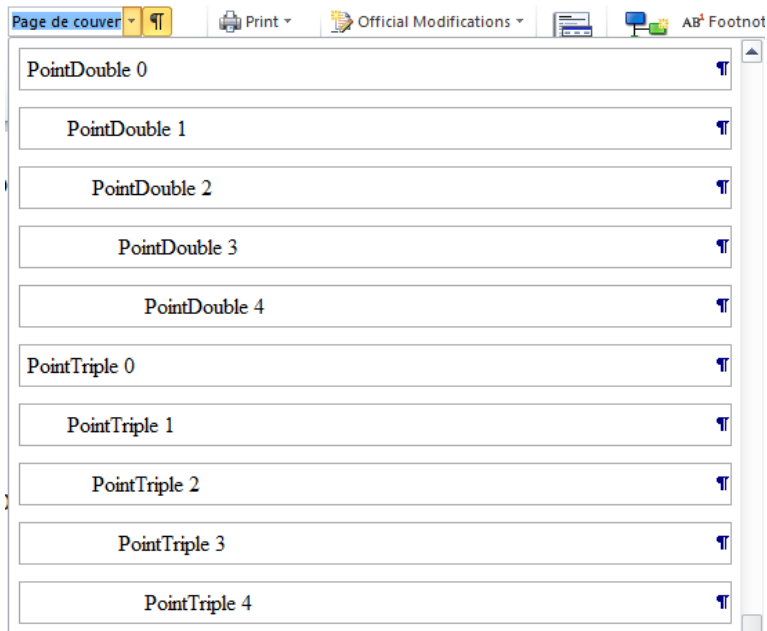 Page de couver ¶ Print Official Modifications AB¹ Footnot
PointDouble 0 ¶
PointDouble 1 ¶
PointDouble 2 ¶
PointDouble 3 ¶
PointDouble 4 ¶
PointTriple 0 ¶
PointTriple 1 ¶
PointTriple 2 ¶
PointTriple 3 ¶
PointTriple 4 ¶